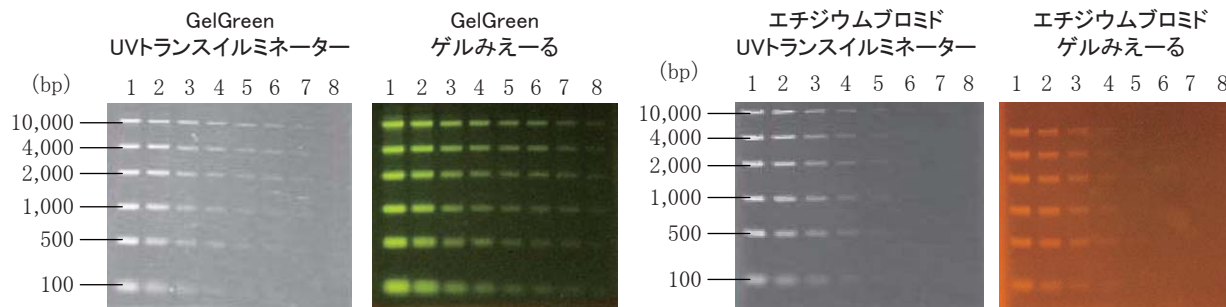 GelGreen
UVトランスイルミネーター
(bp) 1 2 3 4 5 6 7 8
10,000
4,000
2,000
1,000
500
100
GelGreen
ゲルみえーる
1 2 3 4 5 6 7 8
エチジウムブロミド
UVトランスイルミネーター
(bp) 1 2 3 4 5 6 7 8
10,000
4,000
2,000
1,000
500
100
エチジウムブロミド
ゲルみえーる
1 2 3 4 5 6 7 8